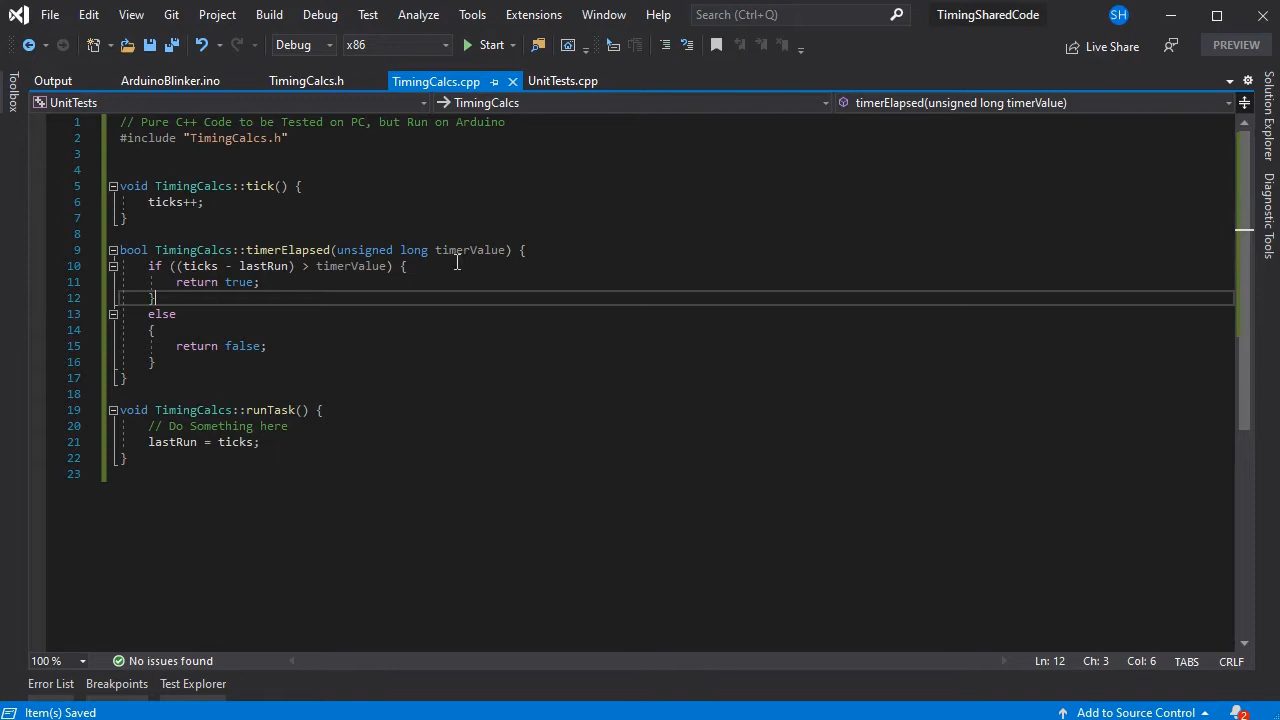 File Edit View Git Project Build Debug Test Analyze Tools Extensions Window Help Search (Ctrl+Q) TimingSharedCode SH
Debug x86 Start Live Share PREVIEW
Output ArduinoBlinker.ino TimingCalcs.h TimingCalcs.cpp UnitTests.cpp
UnitTests TimingCalcs timerElapsed(unsigned long timerValue)
Toolbox
Solution Explorer
Diagnostic Tools
1 // Pure C++ Code to be Tested on PC, but Run on Arduino
2 #include "TimingCalcs.h"
3
4
5 void TimingCalcs::tick() {
6 ticks++;
7 }
8
9 bool TimingCalcs::timerElapsed(unsigned long timerValue) {
10 if ((ticks - lastRun) > timerValue) {
11 return true;
12 }
13 else
14 {
15 return false;
16 }
17 }
18
19 void TimingCalcs::runTask() {
20 // Do Something here
21 lastRun = ticks;
22 }
23
100 % No issues found Ln: 12 Ch: 3 Col: 6 TABS CRLF
Error List Breakpoints Test Explorer
Item(s) Saved Add to Source Control 2